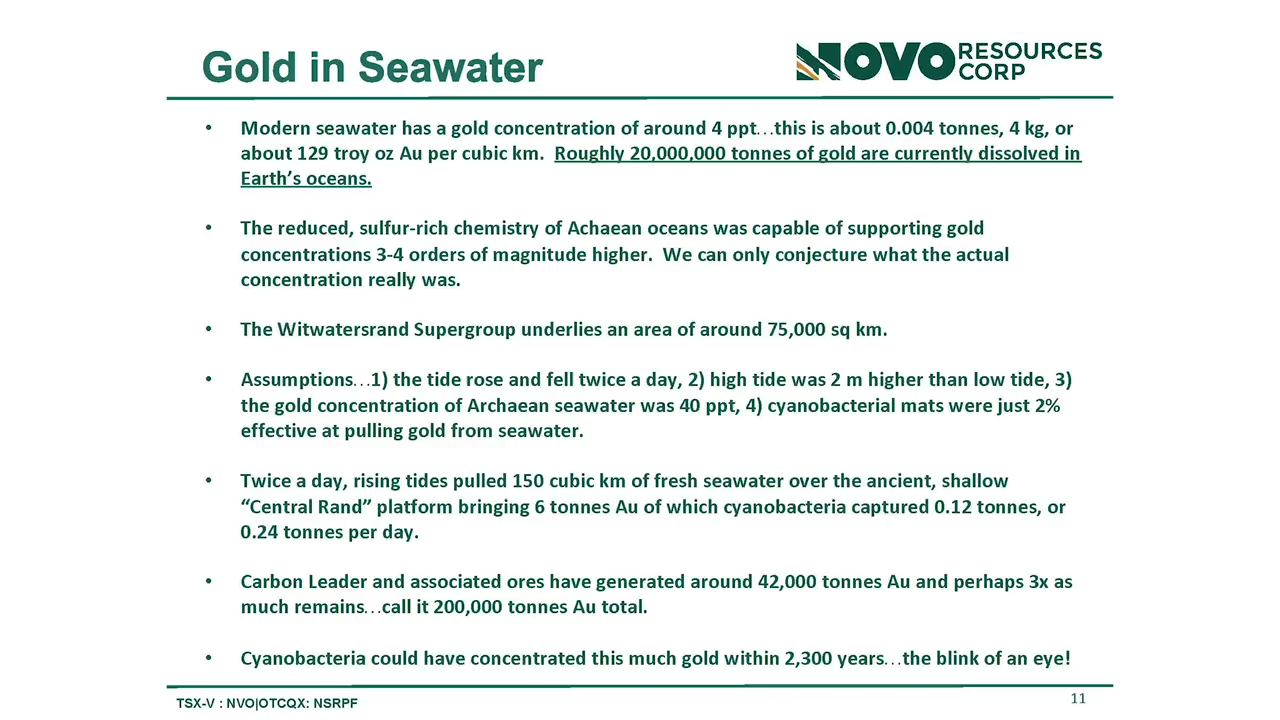 Gold in Seawater
NOVO RESOURCES CORP
• Modern seawater has a gold concentration of around 4 ppt…this is about 0.004 tonnes, 4 kg, or
about 129 troy oz Au per cubic km.  Roughly 20,000,000 tonnes of gold are currently dissolved in
Earth’s oceans.
• The reduced, sulfur-rich chemistry of Achaean oceans was capable of supporting gold
concentrations 3-4 orders of magnitude higher.  We can only conjecture what the actual
concentration really was.
• The Witwatersrand Supergroup underlies an area of around 75,000 sq km.
• Assumptions…1) the tide rose and fell twice a day, 2) high tide was 2 m higher than low tide, 3)
the gold concentration of Archaean seawater was 40 ppt, 4) cyanobacterial mats were just 2%
effective at pulling gold from seawater.
• Twice a day, rising tides pulled 150 cubic km of fresh seawater over the ancient, shallow
“Central Rand” platform bringing 6 tonnes Au of which cyanobacteria captured 0.12 tonnes, or
0.24 tonnes per day.
• Carbon Leader and associated ores have generated around 42,000 tonnes Au and perhaps 3x as
much remains…call it 200,000 tonnes Au total.
• Cyanobacteria could have concentrated this much gold within 2,300 years…the blink of an eye!
TSX-V : NVO|OTCQX: NSRPF
11